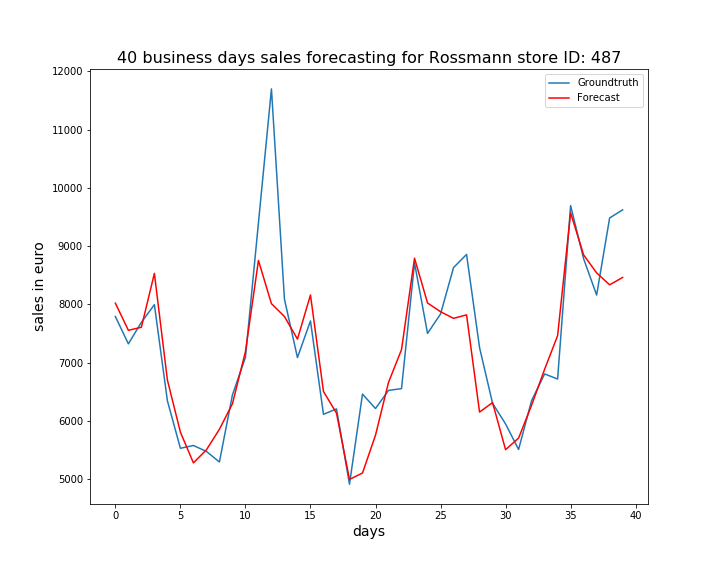 40 business days sales forecasting for Rossmann store ID: 487
Groundtruth
Forecast
sales in euro
12000
11000
10000
9000
8000
7000
6000
5000
0 5 10 15 20 25 30 35 40
days